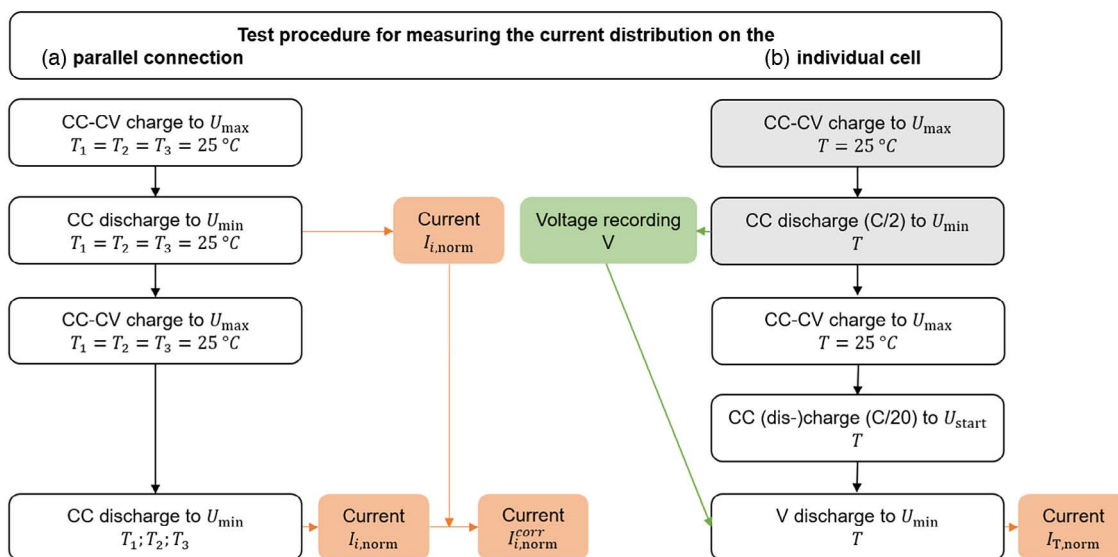 Test procedure for measuring the current distribution on the
(a) parallel connection
(b) individual cell
CC-CV charge to U_max
T_1 = T_2 = T_3 = 25 °C
CC discharge to U_min
T_1 = T_2 = T_3 = 25 °C
Current
I_i,norm
CC-CV charge to U_max
T_1 = T_2 = T_3 = 25 °C
CC discharge to U_min
T_1; T_2; T_3
Current
I_i,norm
Current
I_i,norm^corr
CC-CV charge to U_max
T = 25 °C
Voltage recording
V
CC discharge (C/2) to U_min
T
CC-CV charge to U_max
T = 25 °C
CC (dis-)charge (C/20) to U_start
T
V discharge to U_min
T
Current
I_T,norm